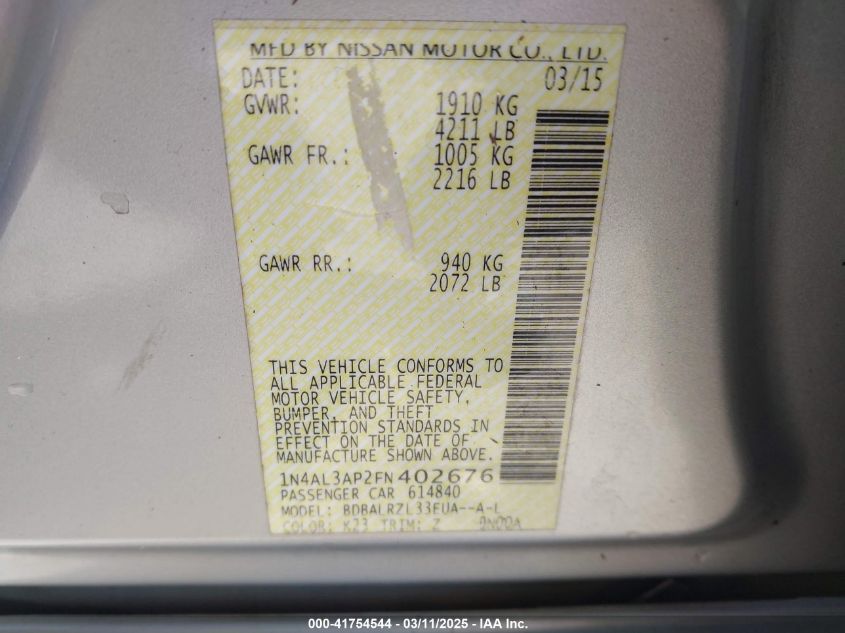 MFD BY NISSAN MOTOR CO., LTD.
DATE: 03/15
GVWR: 1910 KG
4211 LB
GAWR FR.: 1005 KG
2216 LB
GAWR RR.: 940 KG
2072 LB
THIS VEHICLE CONFORMS TO
ALL APPLICABLE FEDERAL
MOTOR VEHICLE SAFETY,
BUMPER, AND THEFT
PREVENTION STANDARDS IN
EFFECT ON THE DATE OF
MANUFACTURE SHOWN ABOVE.
1N4AL3AP2FN402676
PASSENGER CAR 614840
MODEL: BDBALRZL33EUA--A-L
COLOR: K23 TRIM: Z
000-41754544 - 03/11/2025 - IAA Inc.